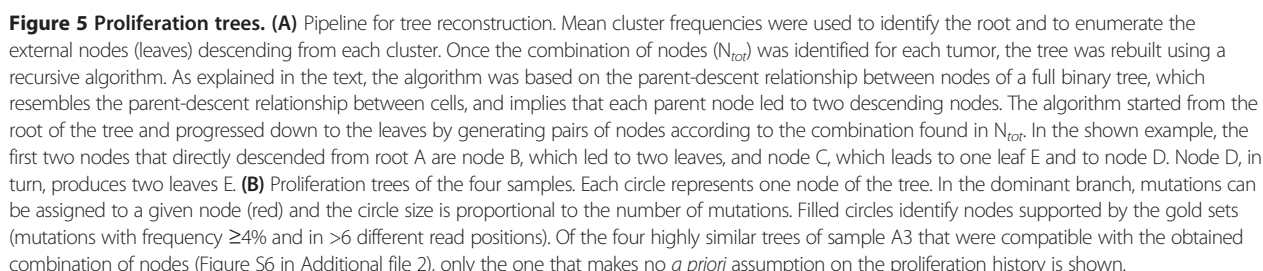 Figure 5 Proliferation trees. (A) Pipeline for tree reconstruction. Mean cluster frequencies were used to identify the root and to enumerate the
external nodes (leaves) descending from each cluster. Once the combination of nodes (Ntot) was identified for each tumor, the tree was rebuilt using a
recursive algorithm. As explained in the text, the algorithm was based on the parent-descent relationship between nodes of a full binary tree, which
resembles the parent-descent relationship between cells, and implies that each parent node led to two descending nodes. The algorithm started from the
root of the tree and progressed down to the leaves by generating pairs of nodes according to the combination found in Ntot. In the shown example, the
first two nodes that directly descended from root A are node B, which led to two leaves, and node C, which leads to one leaf E and to node D. Node D, in
turn, produces two leaves E. (B) Proliferation trees of the four samples. Each circle represents one node of the tree. In the dominant branch, mutations can
be assigned to a given node (red) and the circle size is proportional to the number of mutations. Filled circles identify nodes supported by the gold sets
(mutations with frequency ≥4% and in >6 different read positions). Of the four highly similar trees of sample A3 that were compatible with the obtained
combination of nodes (Figure S6 in Additional file 2), only the one that makes no a priori assumption on the proliferation history is shown.